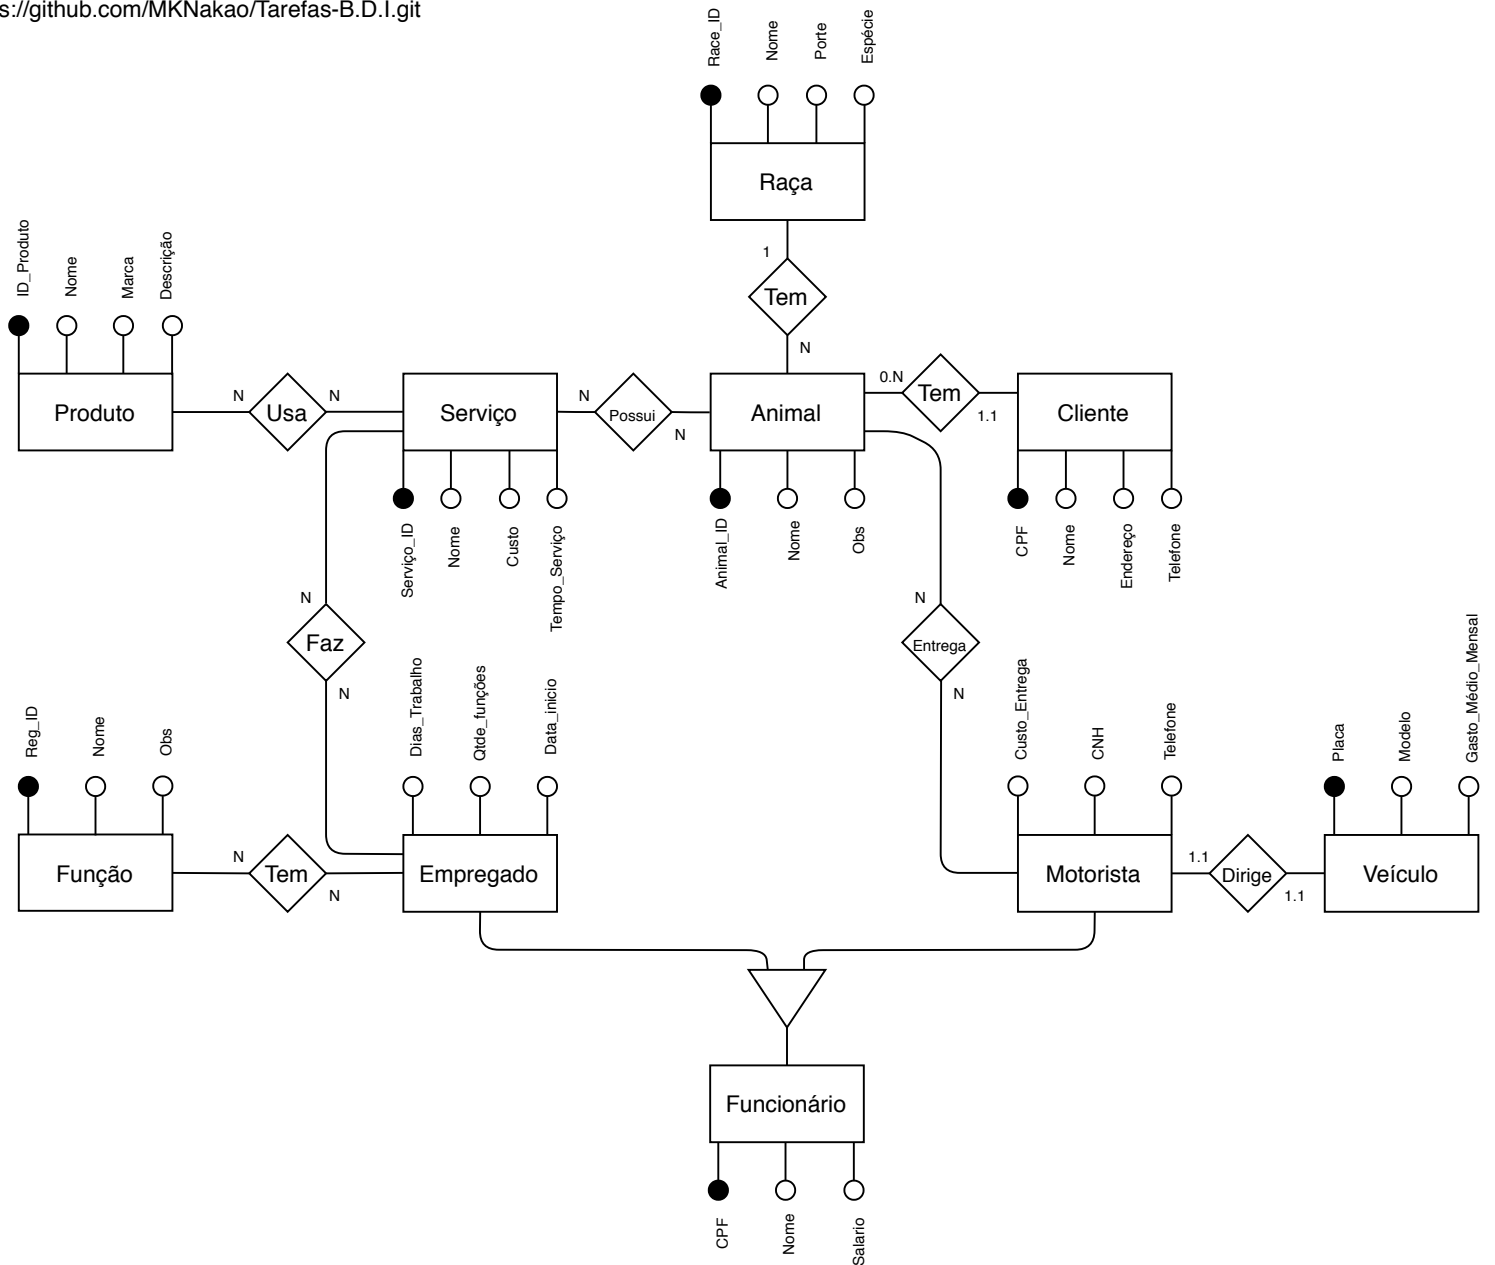 s://github.com/MKNakao/Tarefas-B.D.I.git
Race_ID
Nome
Porte
Espécie
Raça
1
Tem
N
ID_Produto
Nome
Marca
Descrição
Produto
N
Usa
N
Serviço
N
Possui
N
Animal
0.N
Tem
1.1
Cliente
Serviço_ID
Nome
Custo
Tempo_Serviço
Animal_ID
Nome
Obs
CPF
Nome
Endereço
Telefone
N
Faz
N
N
Entrega
N
Reg_ID
Nome
Obs
Dias_Trabalho
Qtde_funções
Data_inicio
Custo_Entrega
CNH
Telefone
Placa
Modelo
Gasto_Médio_Mensal
Função
N
Tem
N
Empregado
Motorista
1.1
Dirige
1.1
Veículo
Funcionário
CPF
Nome
Salario